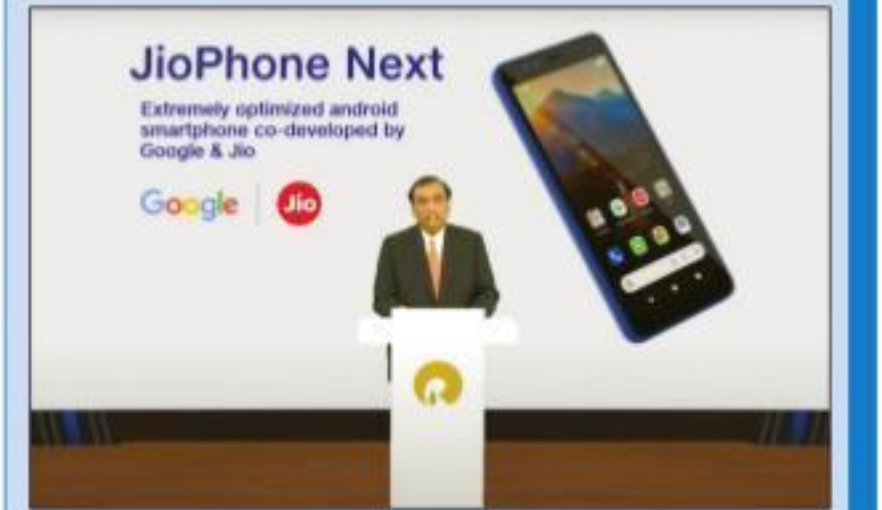 JioPhone Next
Extremely optimized android
smartphone co-developed by
Google & Jio
Google
Jio